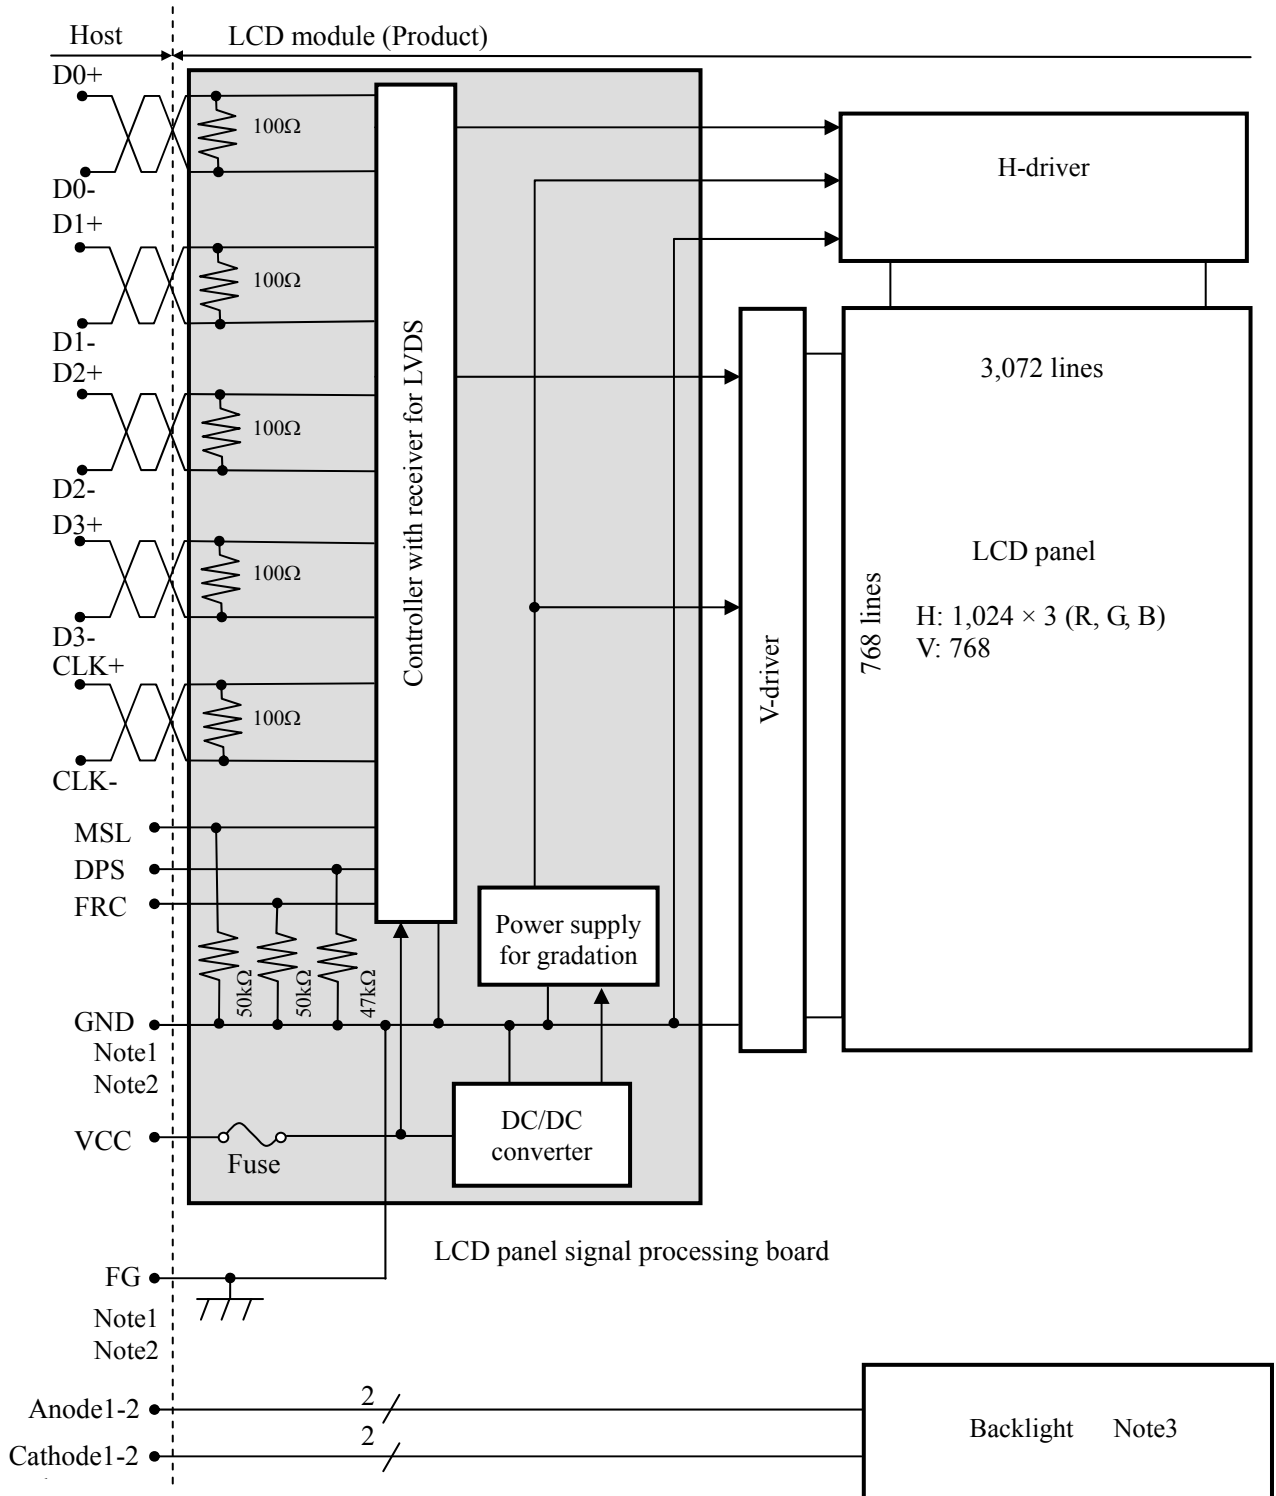 Host
LCD module (Product)
D0+
100Ω
D0-
D1+
100Ω
D1-
D2+
100Ω
D2-
D3+
100Ω
D3-
CLK+
100Ω
CLK-
MSL
DPS
FRC
50kΩ
50kΩ
47kΩ
GND
Note1
Note2
VCC
Fuse
Controller with receiver for LVDS
Power supply
for gradation
DC/DC
converter
H-driver
V-driver
3,072 lines
768 lines
LCD panel
H: 1,024 × 3 (R, G, B)
V: 768
LCD panel signal processing board
FG
Note1
Note2
Anode1-2
2
Cathode1-2
2
Backlight Note3